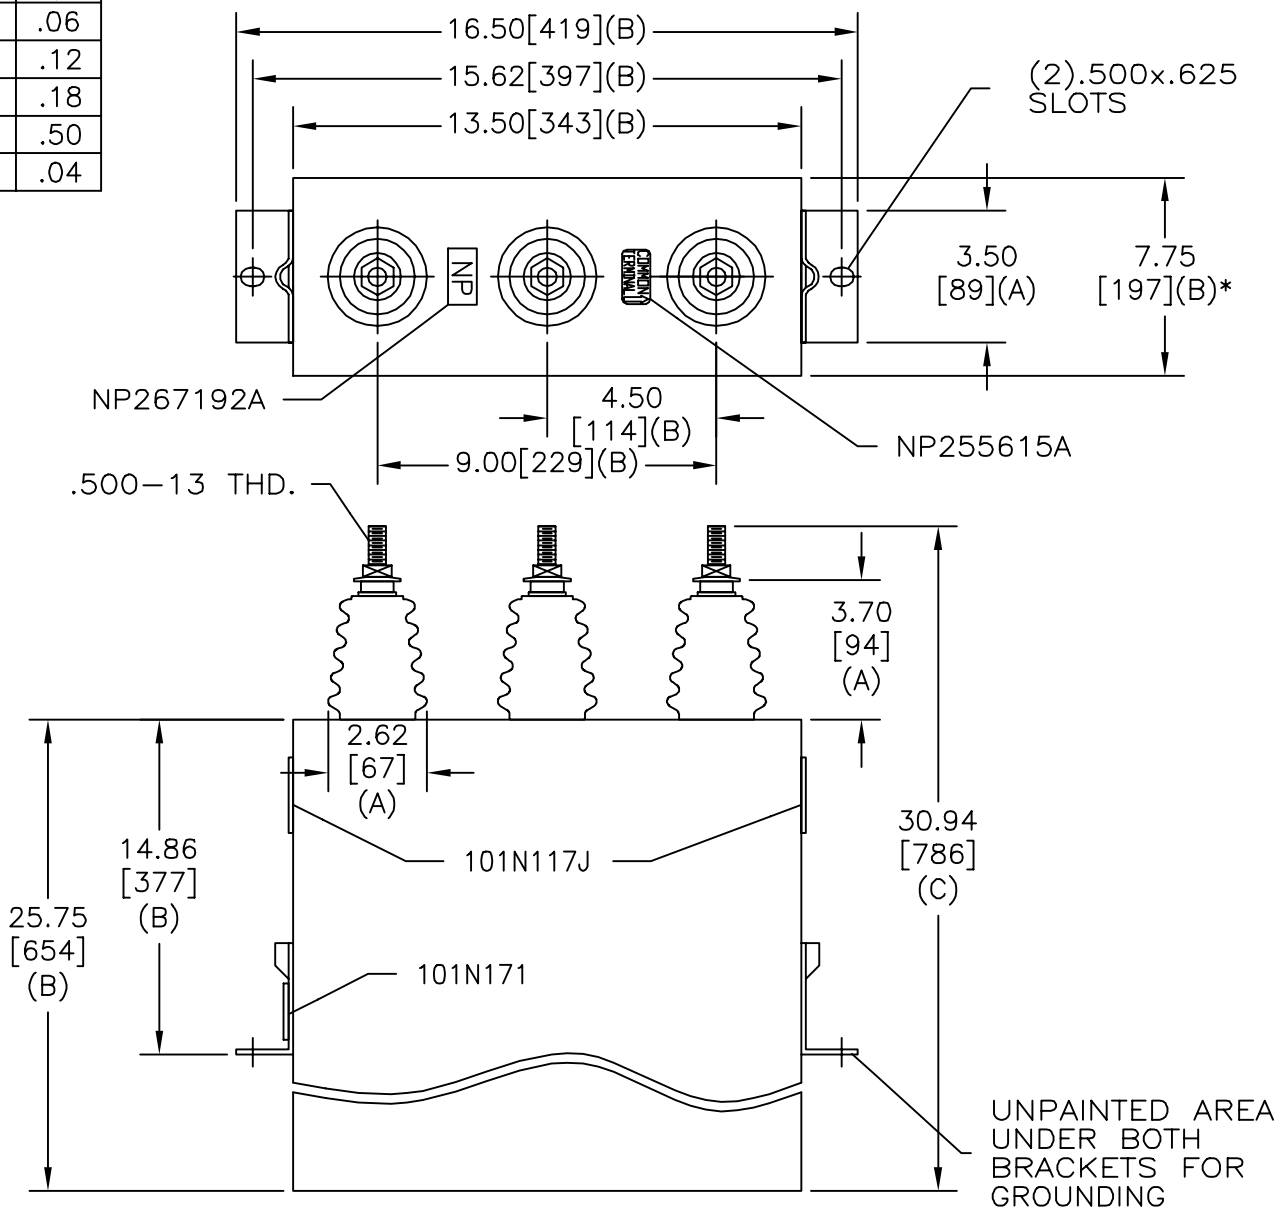 .06
.12
.18
.50
.04
16.50[419](B)
15.62[397](B)
13.50[343](B)
(2).500x.625
SLOTS
3.50
[89](A)
7.75
[197](B)*
NP
COMMON
TERMINAL
NP267192A
4.50
[114](B)
NP255615A
9.00[229](B)
.500-13 THD.
3.70
[94]
(A)
2.62
[67]
(A)
14.86
[377]
(B)
101N117J
30.94
[786]
(C)
25.75
[654]
(B)
101N171
UNPAINTED AREA
UNDER BOTH
BRACKETS FOR
GROUNDING